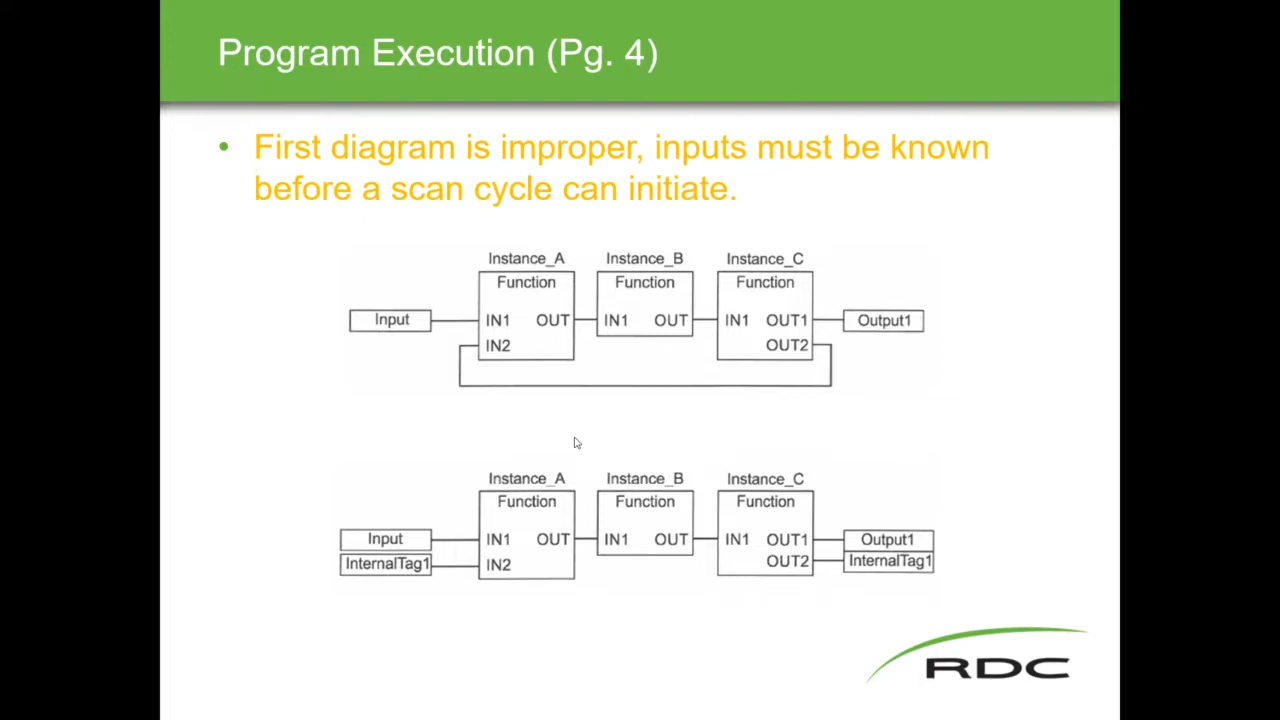 Program Execution (Pg. 4)
• First diagram is improper, inputs must be known
before a scan cycle can initiate.
Instance_A Instance_B Instance_C
Function Function Function
Input IN1 OUT IN1 OUT IN1 OUT1 Output1
IN2 OUT2
Instance_A Instance_B Instance_C
Function Function Function
Input IN1 OUT IN1 OUT IN1 OUT1 Output1
InternalTag1 IN2 OUT2 InternalTag1
RDC